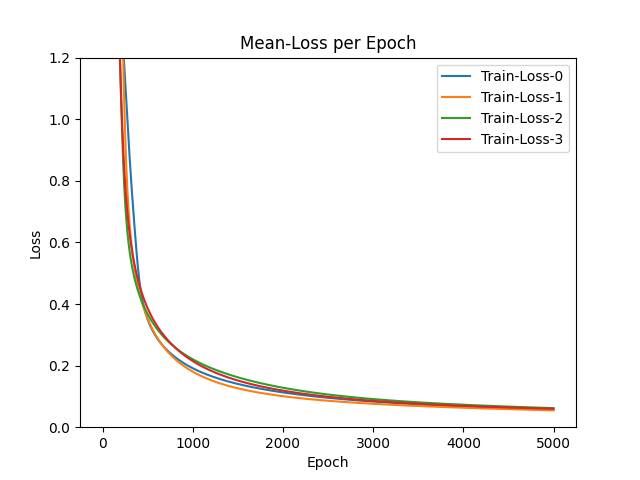 Mean-Loss per Epoch
Train-Loss-0
Train-Loss-1
Train-Loss-2
Train-Loss-3
Loss
1.2
1.0
0.8
0.6
0.4
0.2
0.0
0 1000 2000 3000 4000 5000
Epoch